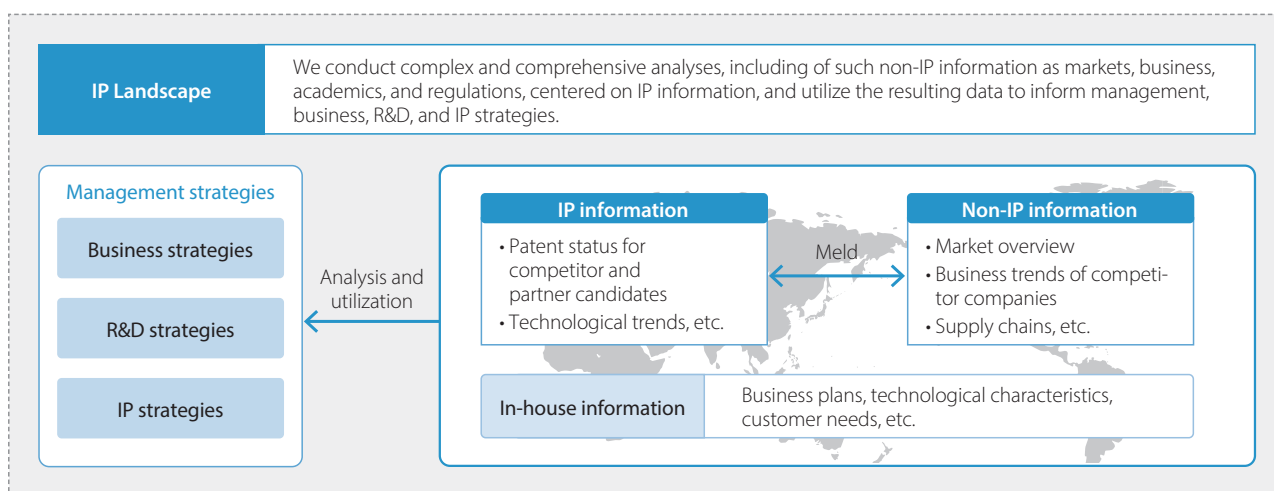 IP Landscape
We conduct complex and comprehensive analyses, including of such non-IP information as markets, business,
academics, and regulations, centered on IP information, and utilize the resulting data to inform management,
business, R&D, and IP strategies.
Management strategies
Business strategies
R&D strategies
IP strategies
Analysis and
utilization
IP information
• Patent status for
competitor and
partner candidates
• Technological trends, etc.
Meld
Non-IP information
• Market overview
• Business trends of competi-
tor companies
• Supply chains, etc.
In-house information
Business plans, technological characteristics,
customer needs, etc.